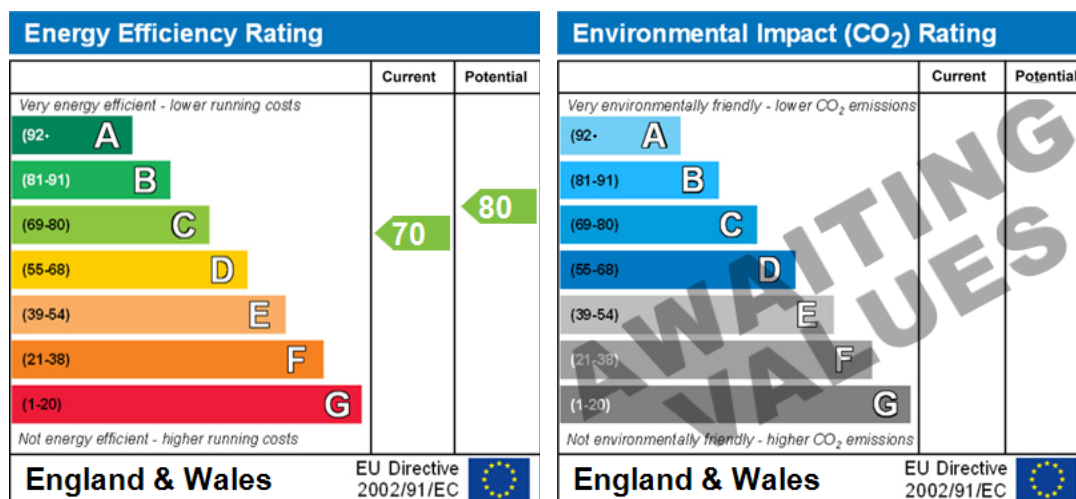 Energy Efficiency Rating
Current Potential
Very energy efficient - lower running costs
(92- A
(81-91) B
(69-80) C
(55-68) D
(39-54) E
(21-38) F
(1-20) G
70
80
Not energy efficient - higher running costs
England & Wales
EU Directive
2002/91/EC
Environmental Impact (CO₂) Rating
Current Potential
Very environmentally friendly - lower CO₂ emissions
(92- A
(81-91) B
(69-80) C
(55-68) D
(39-54) E
(21-38) F
(1-20) G
AWAITING
VALUES
Not environmentally friendly - higher CO₂ emissions
England & Wales
EU Directive
2002/91/EC